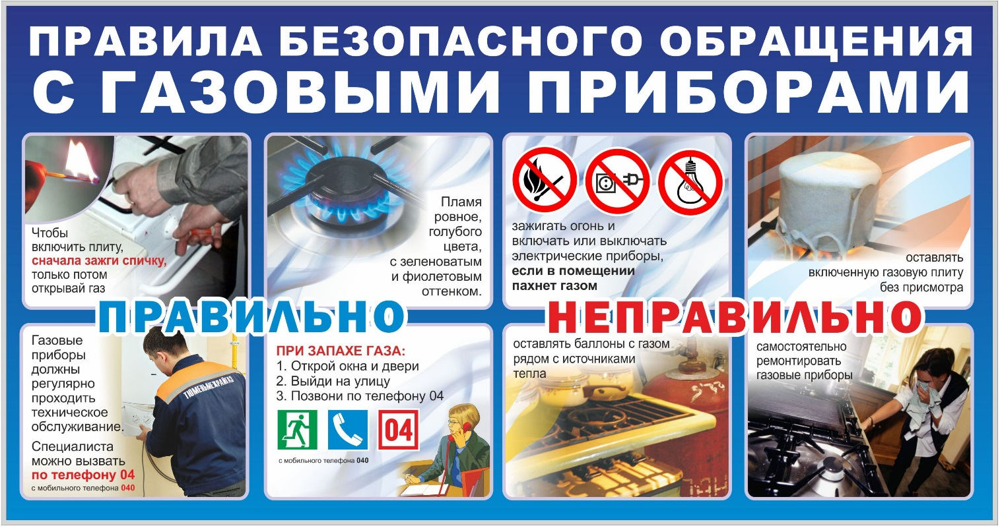 ПРАВИЛА БЕЗОПАСНОГО ОБРАЩЕНИЯ
С ГАЗОВЫМИ ПРИБОРАМИ
Чтобы
включить плиту,
сначала зажги спичку,
только потом
открывай газ
Пламя
ровное,
голубого
цвета,
с зеленоватым
и фиолетовым
оттенком.
зажигать огонь и
включать или выключать
электрические приборы,
если в помещении
пахнет газом
оставлять
включенную газовую плиту
без присмотра
ПРАВИЛЬНО
НЕПРАВИЛЬНО
Газовые
приборы
должны
регулярно
проходить
техническое
обслуживание.
Специалиста
можно вызвать
по телефону 04
с мобильного телефона 040
ТЮМЕНЬМЕЖРАЙГАЗ
ПРИ ЗАПАХЕ ГАЗА:
1. Открой окна и двери
2. Выйди на улицу
3. Позвони по телефону 04
04
с мобильного телефона 040
оставлять баллоны с газом
рядом с источниками
тепла
самостоятельно
ремонтировать
газовые приборы